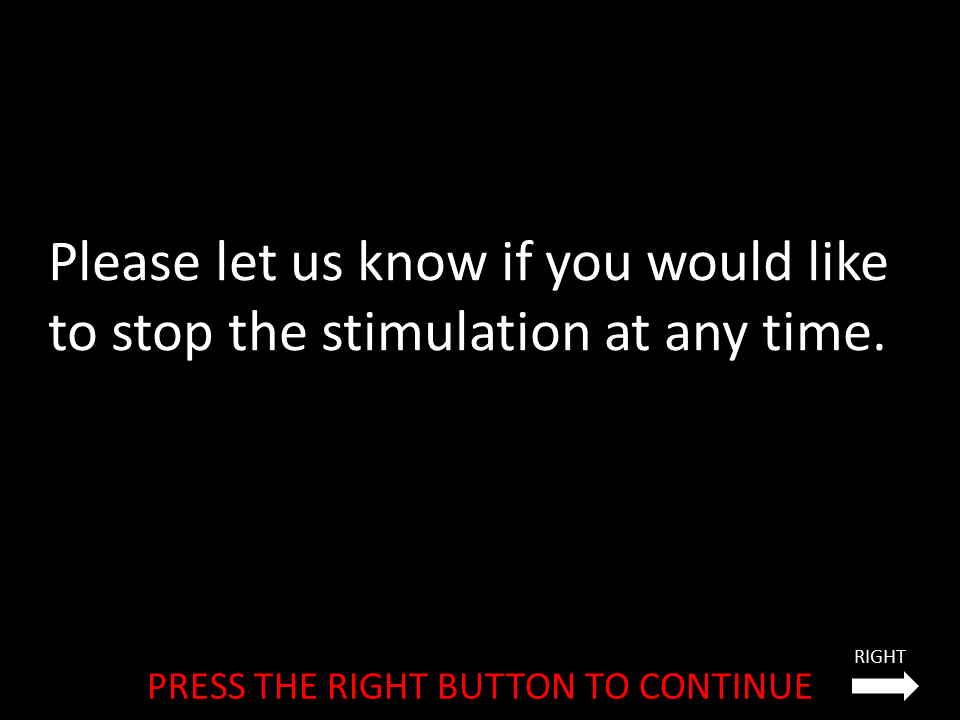 Please let us know if you would like
to stop the stimulation at any time.
RIGHT
PRESS THE RIGHT BUTTON TO CONTINUE